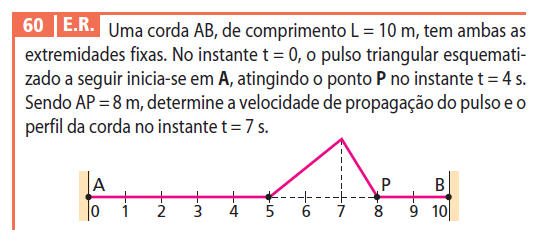 60 E.R. Uma corda AB, de comprimento L = 10 m, tem ambas as
extremidades fixas. No instante t = 0, o pulso triangular esquemati-
zado a seguir inicia-se em A, atingindo o ponto P no instante t = 4 s.
Sendo AP = 8 m, determine a velocidade de propagação do pulso e o
perfil da corda no instante t = 7 s.
A P B
0 1 2 3 4 5 6 7 8 9 10